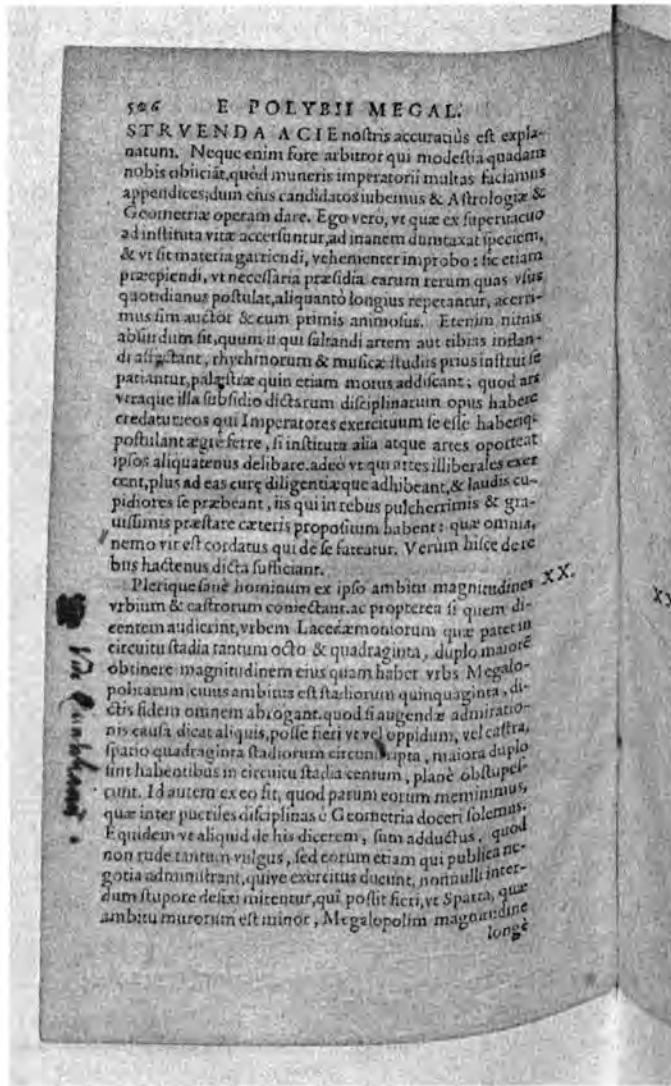 506 E POLYBII MEGAL.
STRVENDA ACIE nostris accuratiùs est expla-
natum. Neque enim fore arbitror qui modestia quadam
nobis obiiciāt, quòd muneris imperatorii multas faciamus
appendices, dum eius candidatos iubemus & Astrologiæ &
Geometriæ operam dare. Ego verò, vt quæ ex superuacuo
ad instituta vitæ accersuntur, ad inanem dumtaxat speciem,
& vt sit materia garriendi, vehementer improbo: sic etiam
præcpiendi, vt necessaria præsidia earum rerum quas vsus
quotidianus postulat, aliquantò longius repetantur, acerri-
mus sim auctor & cum primis animosus. Etenim nimis
absurdum sit, quum ii qui saltandi artem aut tibias inflan-
di affectant, rhythmorum & musicæ studiis prius instrui se
patiantur, palæstræ quin etiam motus addiscant; quod ars
vtraque illa subsidio dictarum disciplinarum opus habere
credatur: eos qui Imperatores exercituum se esse haberiq;
postulant ægrè ferre, si instituta alia atque artes oporteat
ipsos aliquatenus delibare. adeò vt qui artes illiberales exer
cent, plus ad eas curę diligentiæque adhibeant, & laudis cu-
pidiores se præbeant, iis qui in rebus pulcherrimis & gra-
uissimis præstare cæteris propositum habent: quæ omnia,
nemo vir est cordatus qui de se fateatur. Verùm hisce de re
bus hactenus dicta sufficiant.
Plerique sanè hominum ex ipso ambitu magnitudines XX.
vrbium & castrorum coniectant. ac propterea si quem di-
centem audierint, vrbem Lacedæmoniorum quæ patet in
circuitu stadia tantum octo & quadraginta, duplo maiorē
obtinere magnitudinem eius quam habet vrbs Megalo-
politarum, cuius ambitus est stadiorum quinquaginta, di-
ctis fidem omnem abrogant. quod si augendæ admiratio-
nis causa dicat aliquis, posse fieri vt vel oppidum, vel castra,
spatio quadraginta stadiorum circumscripta, maiora duplo
sint habentibus in circuitu stadia centum, planè obstupes-
cunt. Id autem ex eo fit, quod parum eorum meminimus,
quæ inter pueriles disciplinas è Geometria doceri solemus.
Equidem vt aliquid de his dicerem, sum adductus, quod
non rude tantum vulgus, sed eorum etiam qui publica ne-
gotia administrant, quive exercitus ducunt, nonnulli inter-
dum stupore defixi mirentur, quî possit fieri, vt Sparta, quæ
ambitu murorum est minor, Megalopolim magnitudine
longè
XX